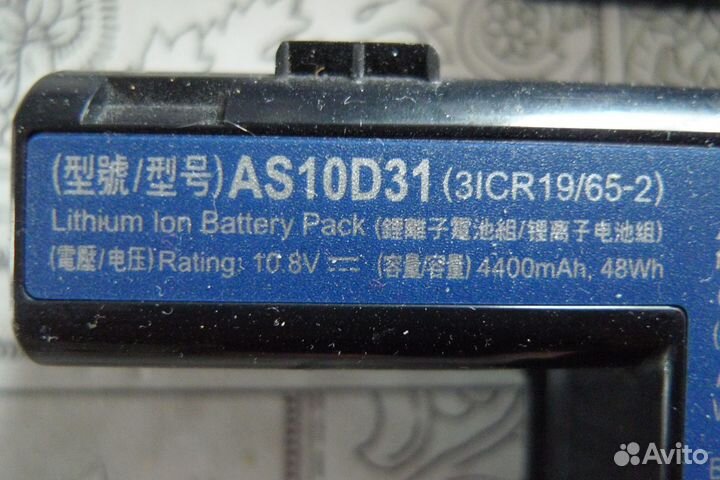 (型號/型号)AS10D31 (3ICR19/65-2)
Lithium Ion Battery Pack (鋰離子電池組/锂离子电池组)
(電壓/电压)Rating: 10.8V⎓ (容量/容量) 4400mAh, 48Wh
Avito